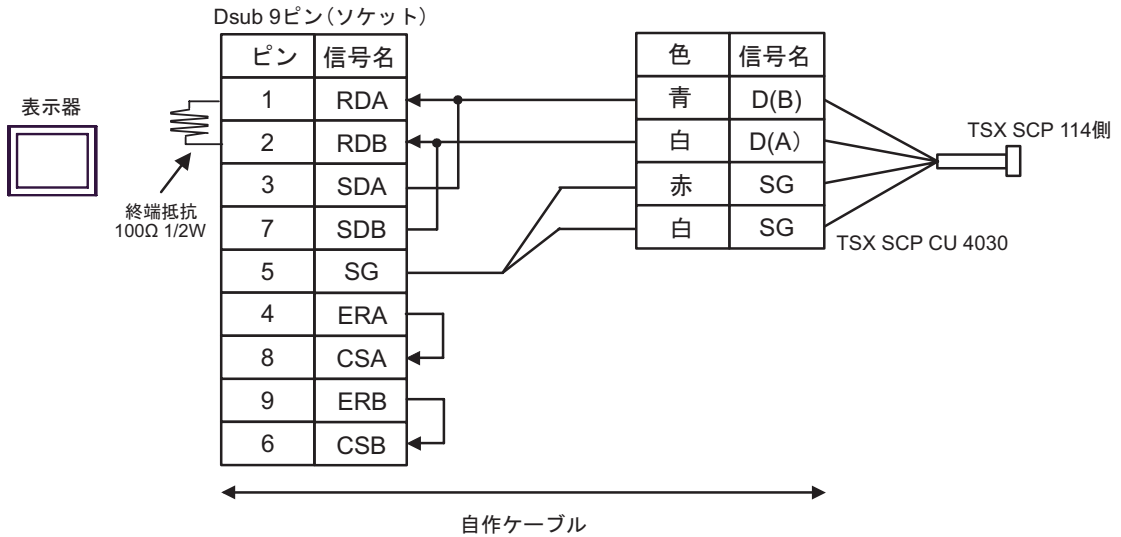 Dsub 9ピン（ソケット）
ピン 信号名
1 RDA
2 RDB
3 SDA
7 SDB
5 SG
4 ERA
8 CSA
9 ERB
6 CSB
表示器
終端抵抗
100Ω 1/2W
色 信号名
青 D(B)
白 D(A）
赤 SG
白 SG
TSX SCP 114側
TSX SCP CU 4030
自作ケーブル